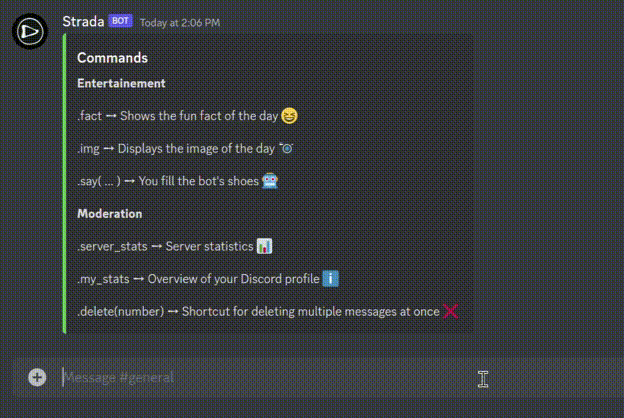 Strada BOT Today at 2:06 PM
Commands
Entertainement
.fact ➙ Shows the fun fact of the day 😆
.img ➙ Displays the image of the day 📷
.say( ... ) ➙ You fill the bot's shoes 🤖
Moderation
.server_stats ➙ Server statistics 📊
.my_stats ➙ Overview of your Discord profile ℹ️
.delete(number) ➙ Shortcut for deleting multiple messages at once ❌
Message #general